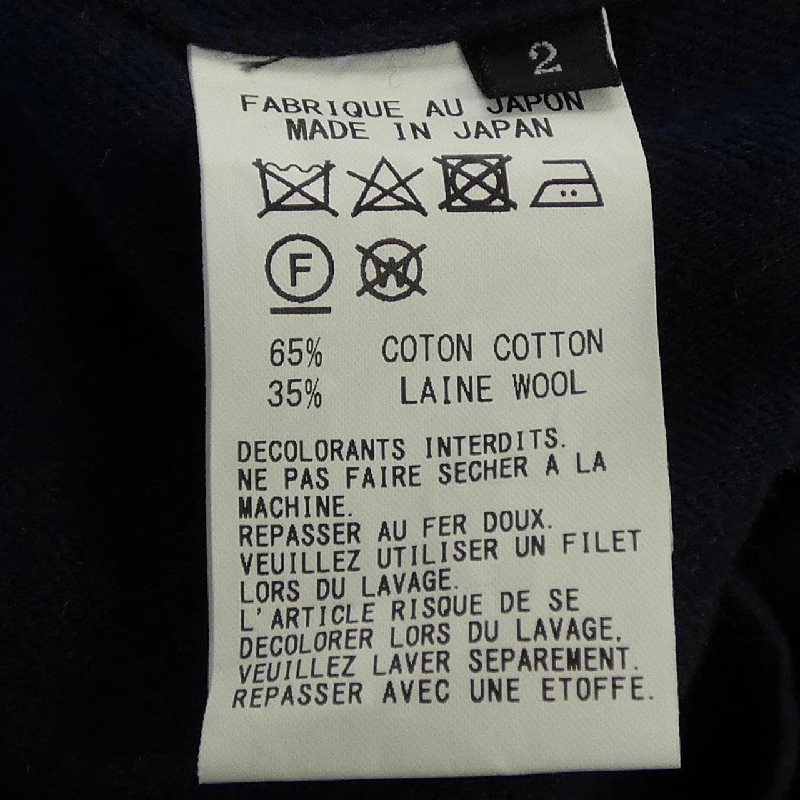 2
FABRIQUE AU JAPON
MADE IN JAPAN
F
W
65% COTON COTTON
35% LAINE WOOL
DECOLORANTS INTERDITS.
NE PAS FAIRE SECHER A LA
MACHINE.
REPASSER AU FER DOUX.
VEUILLEZ UTILISER UN FILET
LORS DU LAVAGE.
L'ARTICLE RISQUE DE SE
DECOLORER LORS DU LAVAGE,
VEUILLEZ LAVER SEPAREMENT.
REPASSER AVEC UNE ETOFFE.